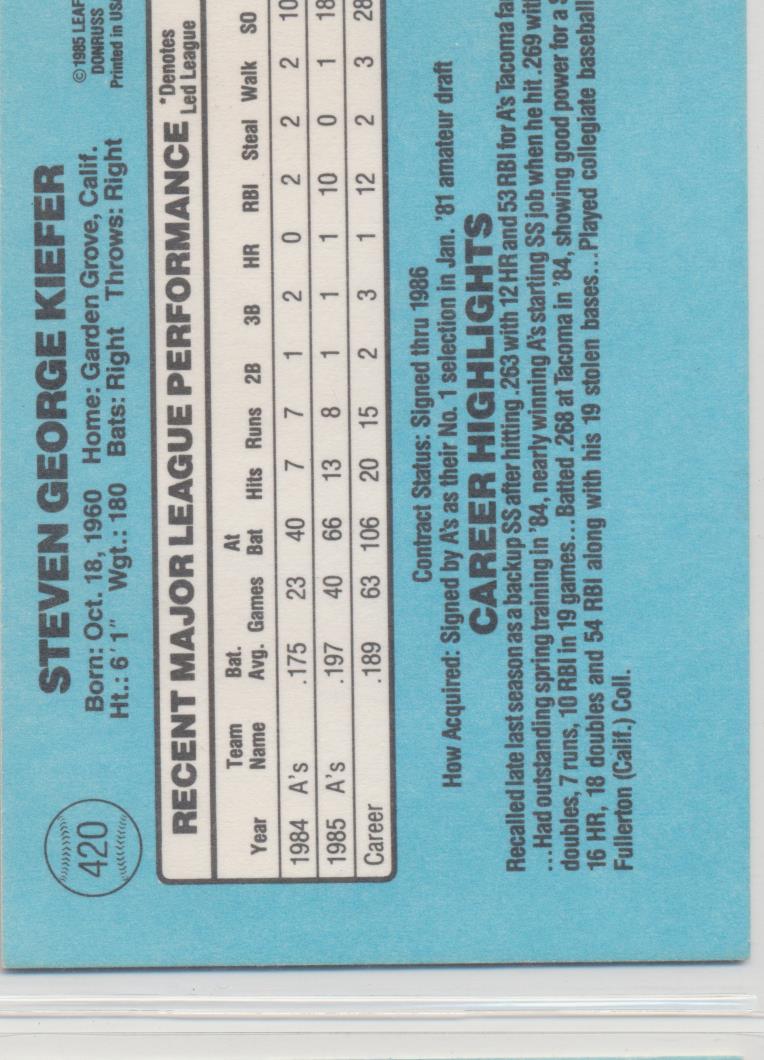 420
STEVEN GEORGE KIEFER
©1985 LEAF
DONRUSS
Printed in USA
Born: Oct. 18, 1960 Home: Garden Grove, Calif.
Ht.: 6'1" Wgt.: 180 Bats: Right Throws: Right
RECENT MAJOR LEAGUE PERFORMANCE
*Denotes
Led League
Year Team Name Bat. Avg. Games At Bat Hits Runs 2B 3B HR RBI Steal Walk SO
1984 A's .175 23 40 7 7 1 2 0 2 2 2 10
1985 A's .197 40 66 13 8 1 1 1 10 0 1 18
Career .189 63 106 20 15 2 3 1 12 2 3 28
Contract Status: Signed thru 1986
How Acquired: Signed by A's as their No. 1 selection in Jan. '81 amateur draft
CAREER HIGHLIGHTS
Recalled late last season as a backup SS after hitting .263 with 12 HR and 53 RBI for A's Tacoma
...Had outstanding spring training in '84, nearly winning A's starting SS job when he hit .269 with
doubles, 7 runs, 10 RBI in 19 games...Batted .268 at Tacoma in '84, showing good power for a
16 HR, 18 doubles and 54 RBI along with his 19 stolen bases...Played collegiate baseball
Fullerton (Calif.) Coll.